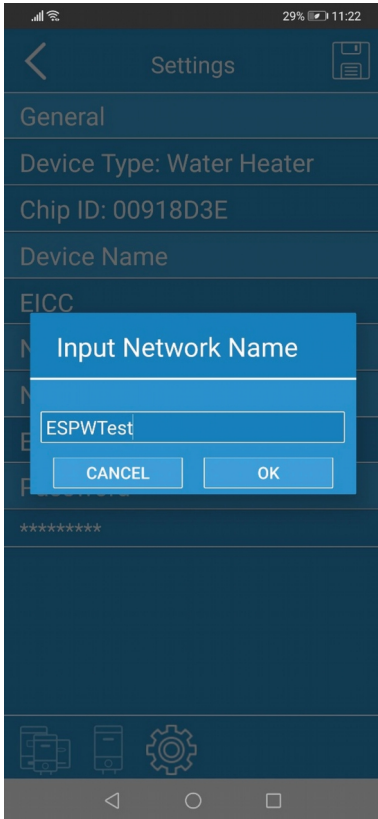 29% 11:22
Settings
General
Device Type: Water Heater
Chip ID: 00918D3E
Device Name
EICC
N
Input Network Name
N
ESPWTest
E
CANCEL OK
*********